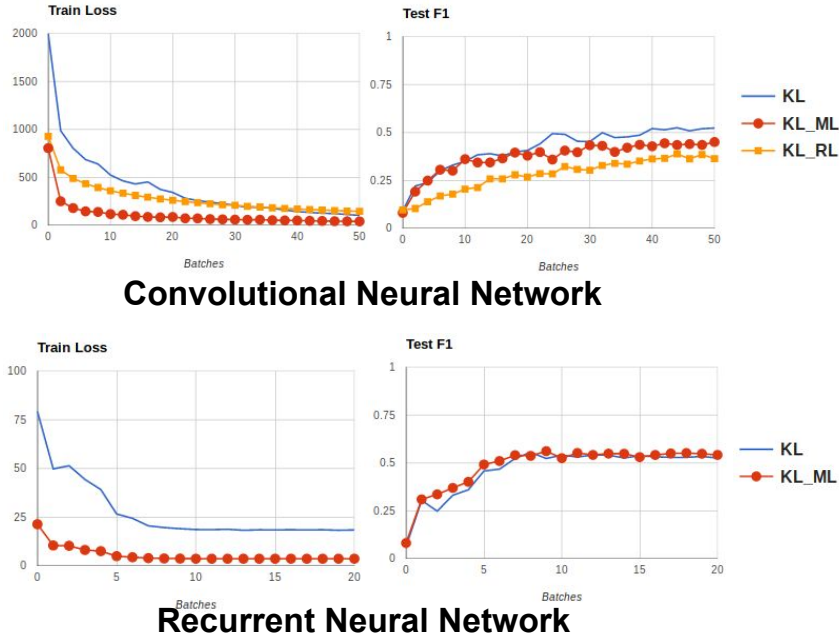 Train Loss
2000
1500
1000
500
0
0 10 20 30 40 50
Batches
Test F1
1
0.75
0.5
0.25
0
0 10 20 30 40 50
Batches
KL
KL_ML
KL_RL
Convolutional Neural Network
Train Loss
100
75
50
25
0
0 5 10 15 20
Batches
Test F1
1
0.75
0.5
0.25
0
0 5 10 15 20
Batches
KL
KL_ML
Recurrent Neural Network